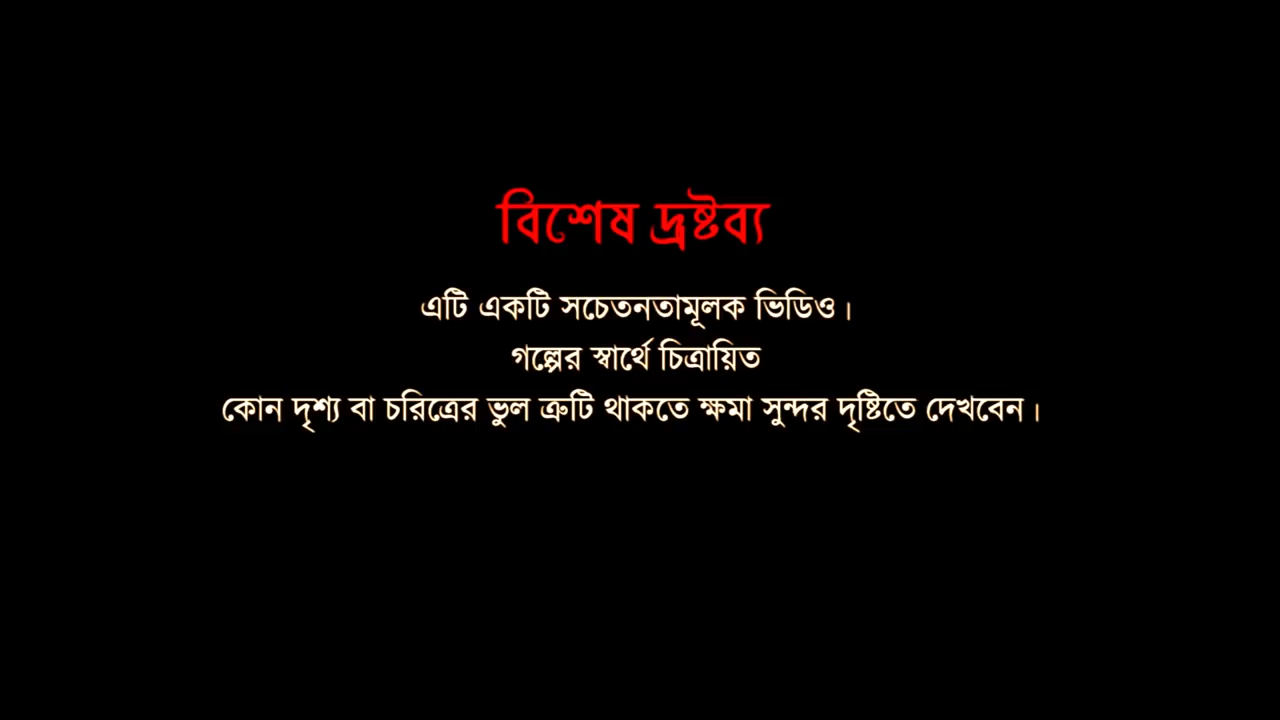 বিশেষ দ্রষ্টব্য
এটি একটি সচেতনতামূলক ভিডিও।
গল্পের স্বার্থে চিত্রায়িত
কোন দৃশ্য বা চরিত্রের ভুল ত্রুটি থাকতে ক্ষমা সুন্দর দৃষ্টিতে দেখবেন।